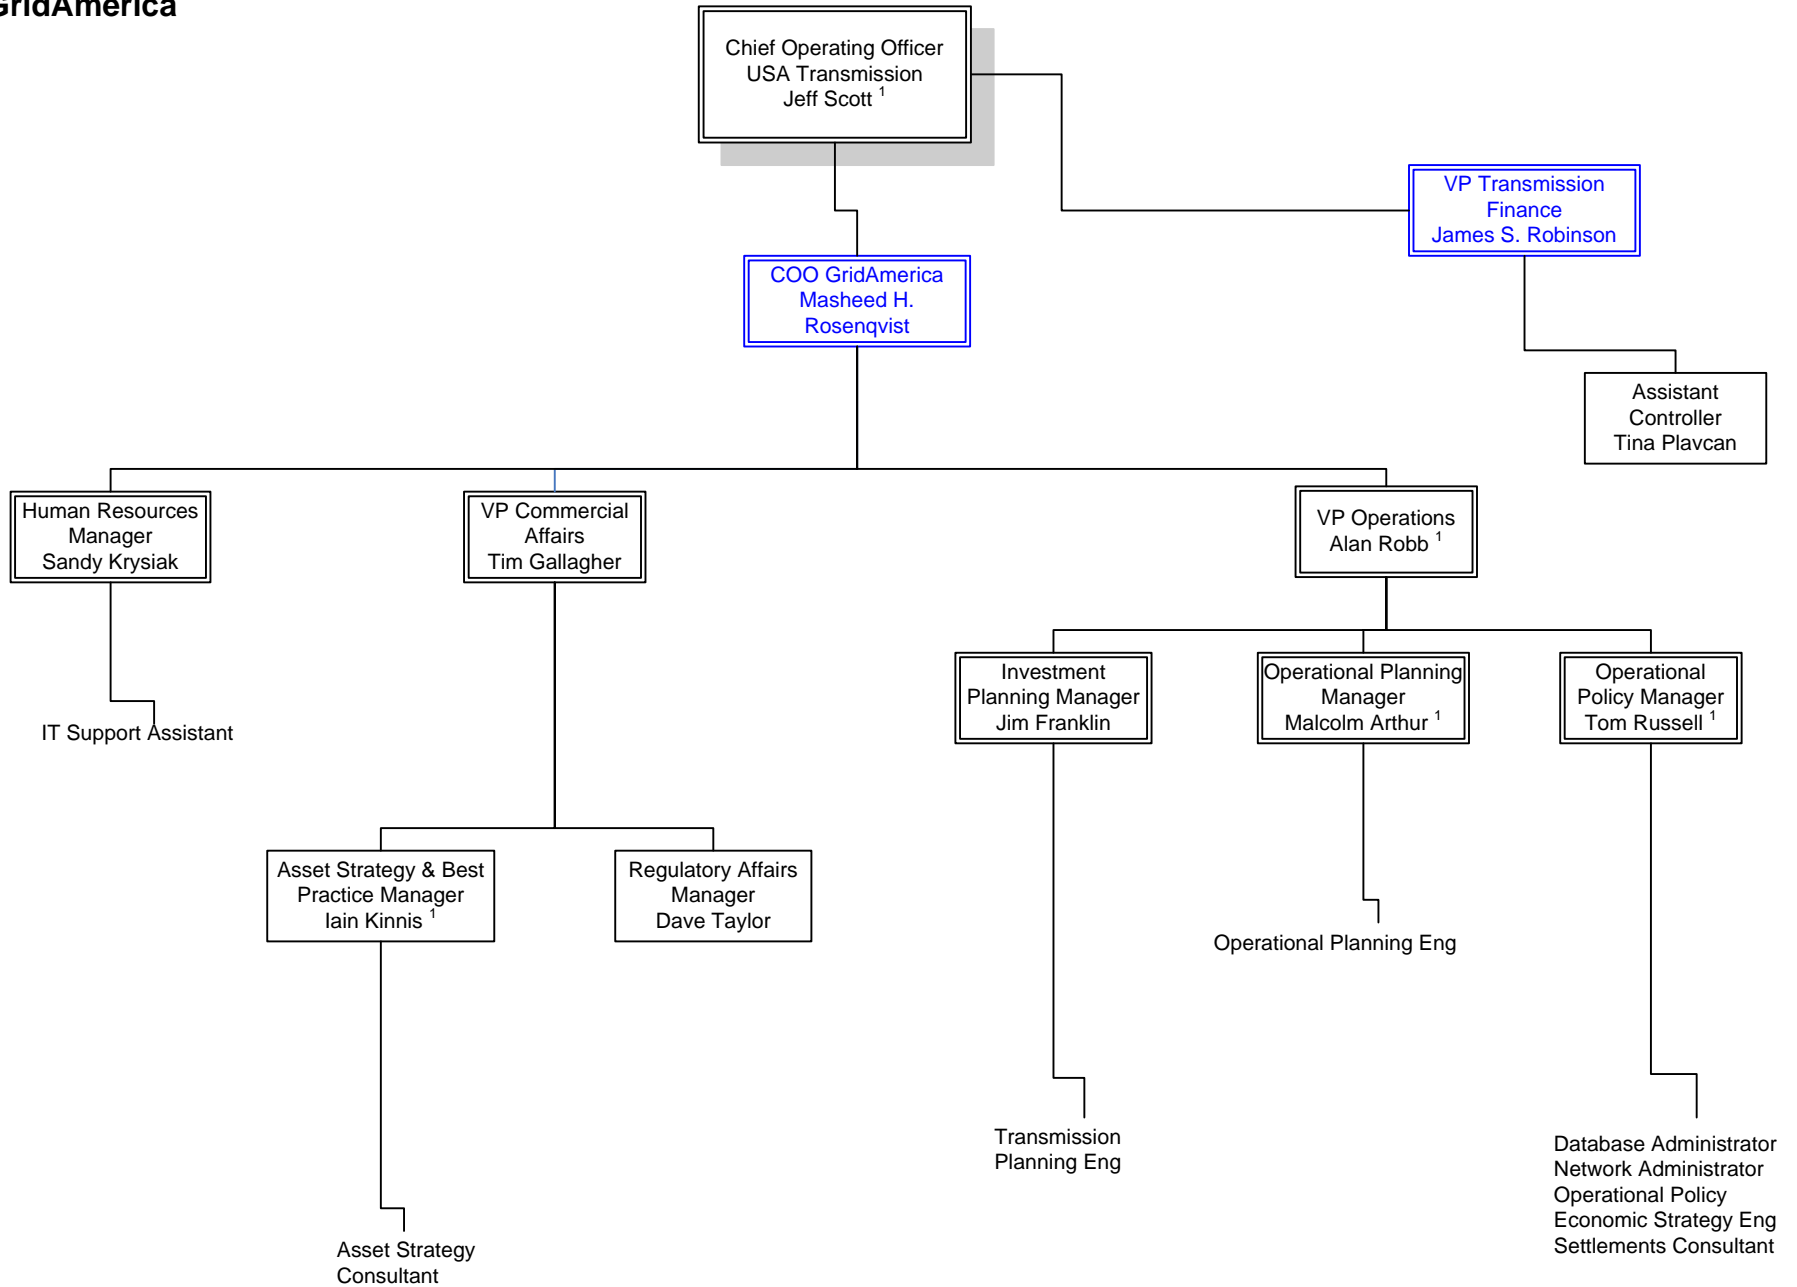 GridAmerica
Chief Operating Officer
USA Transmission
Jeff Scott 1
VP Transmission
Finance
James S. Robinson
COO GridAmerica
Masheed H.
Rosenqvist
Assistant
Controller
Tina Plavcan
Human Resources
Manager
Sandy Krysiak
VP Commercial
Affairs
Tim Gallagher
VP Operations
Alan Robb 1
Investment
Planning Manager
Jim Franklin
Operational Planning
Manager
Malcolm Arthur 1
Operational
Policy Manager
Tom Russell 1
IT Support Assistant
Asset Strategy & Best
Practice Manager
Iain Kinnis 1
Regulatory Affairs
Manager
Dave Taylor
Operational Planning Eng
Transmission
Planning Eng
Database Administrator
Network Administrator
Operational Policy
Economic Strategy Eng
Settlements Consultant
Asset Strategy
Consultant